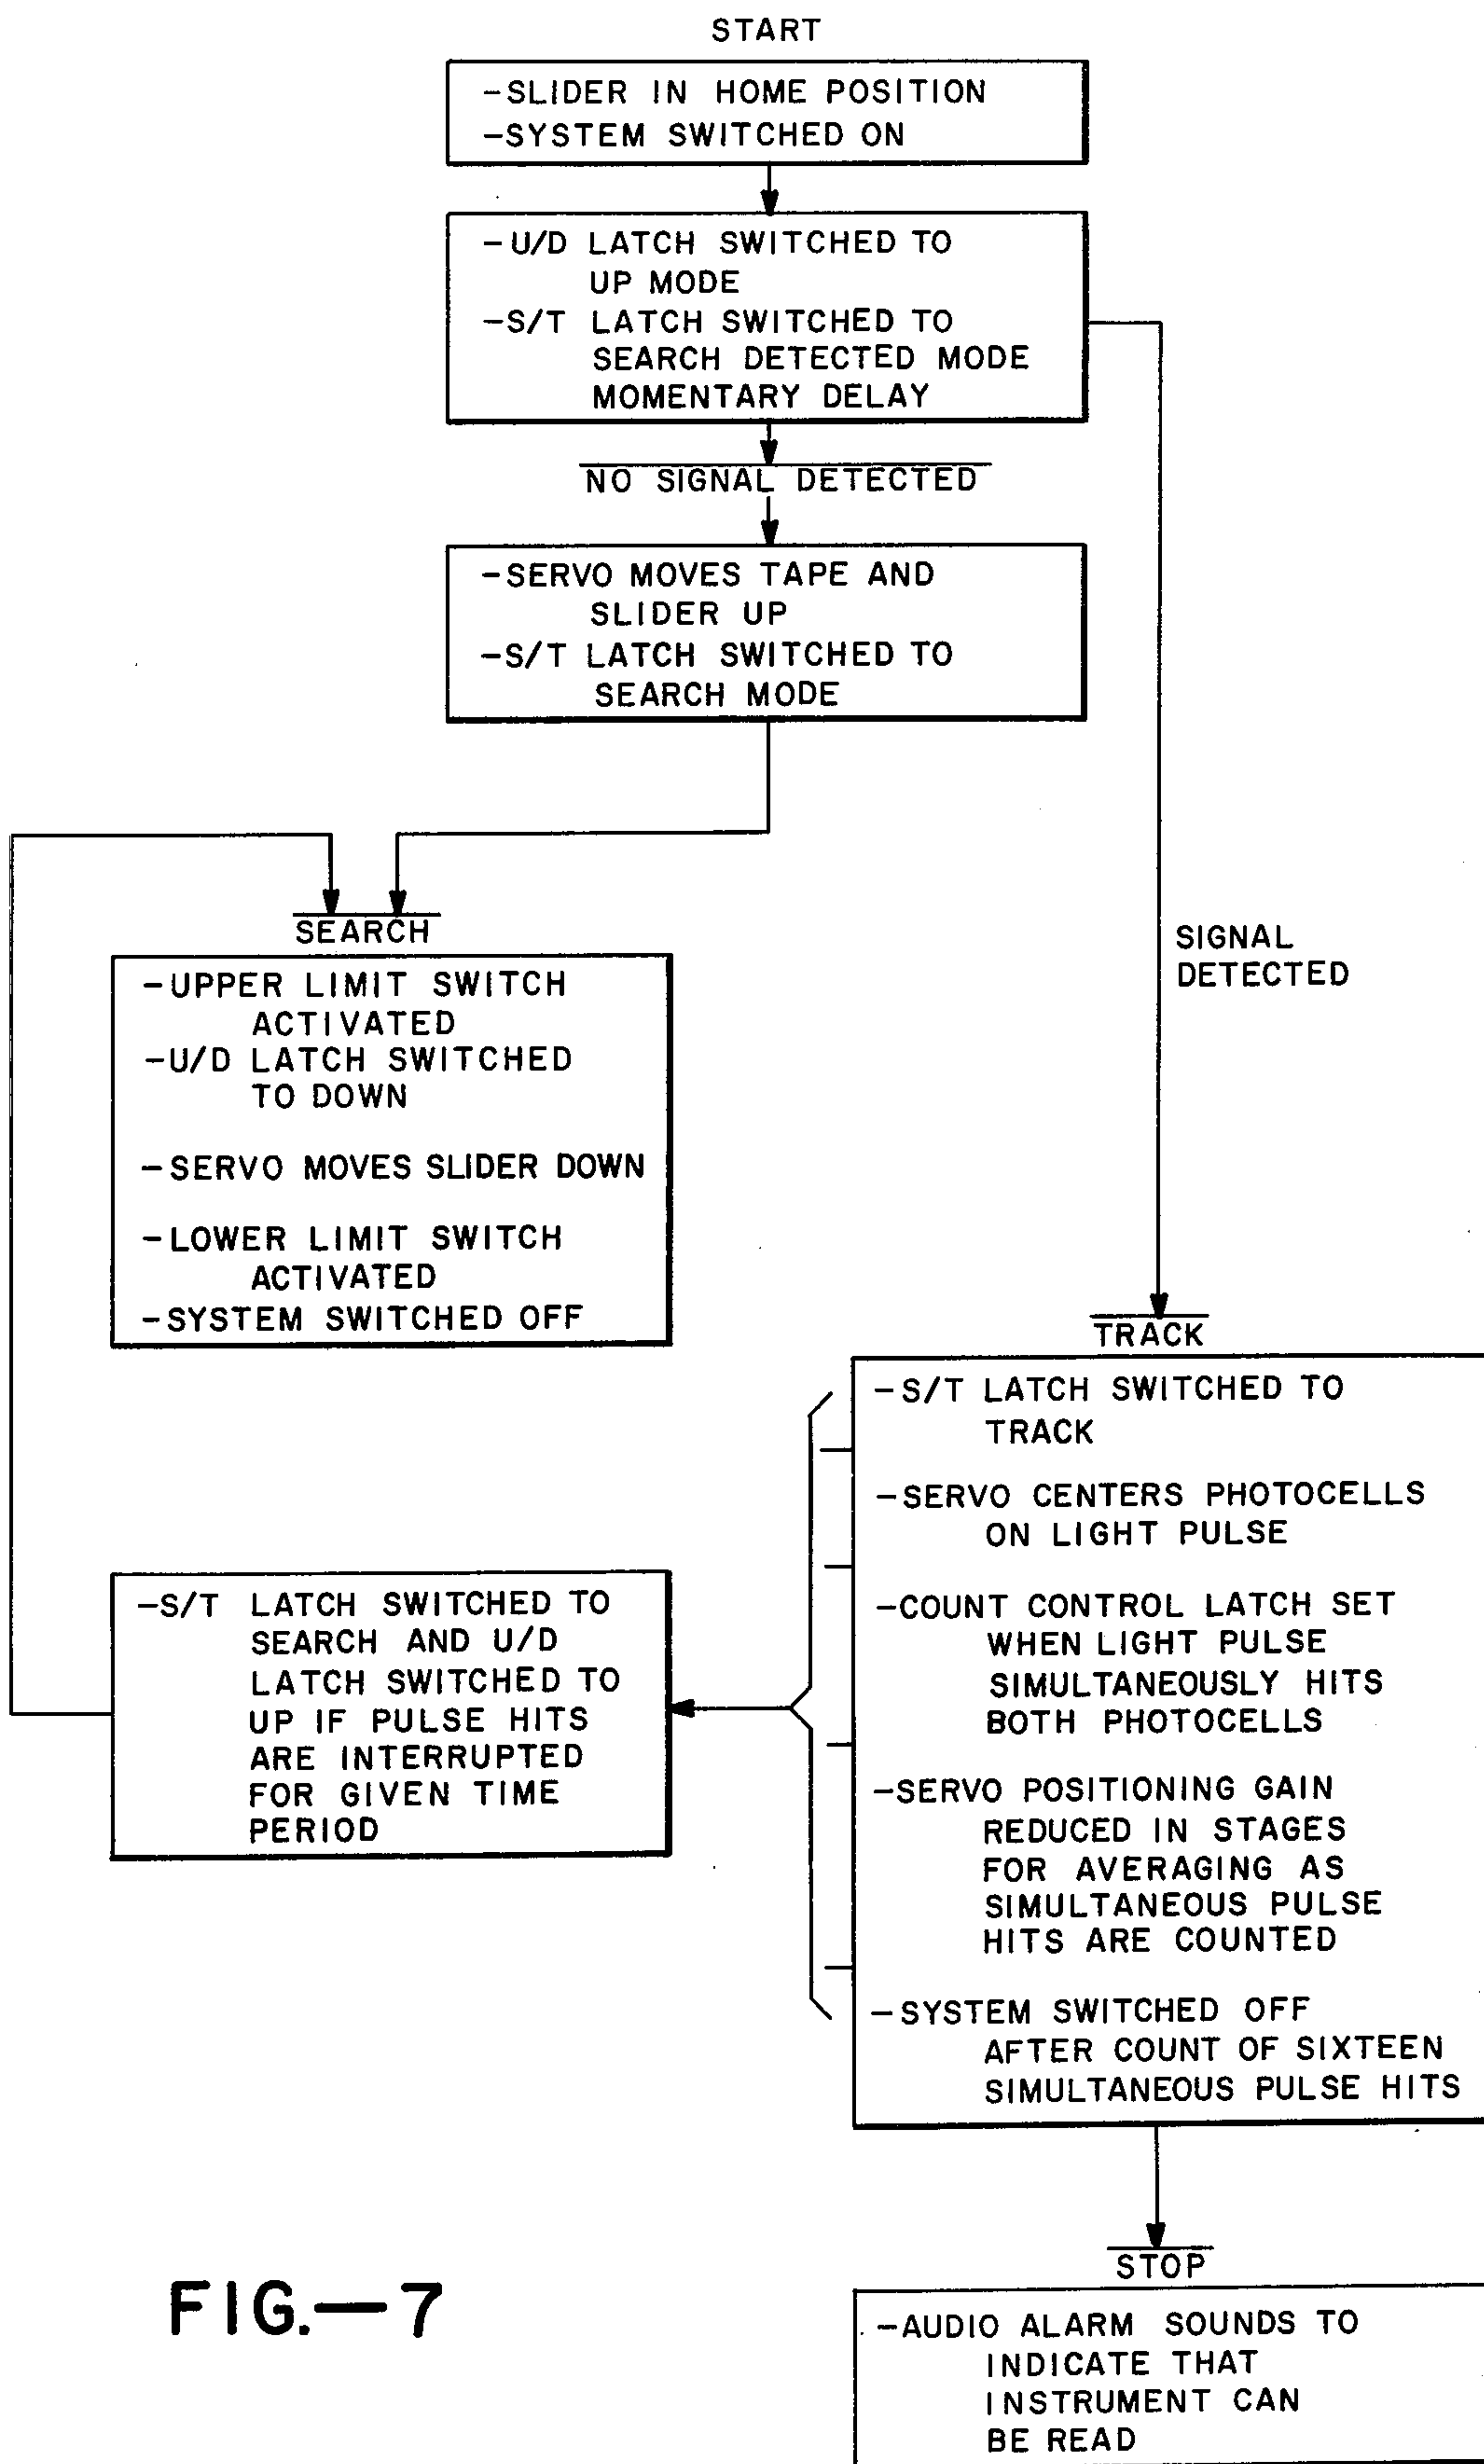 START
-SLIDER IN HOME POSITION
-SYSTEM SWITCHED ON
-U/D LATCH SWITCHED TO
UP MODE
-S/T LATCH SWITCHED TO
SEARCH DETECTED MODE
MOMENTARY DELAY
NO SIGNAL DETECTED
-SERVO MOVES TAPE AND
SLIDER UP
-S/T LATCH SWITCHED TO
SEARCH MODE
SEARCH
-UPPER LIMIT SWITCH
ACTIVATED
-U/D LATCH SWITCHED
TO DOWN
-SERVO MOVES SLIDER DOWN
-LOWER LIMIT SWITCH
ACTIVATED
-SYSTEM SWITCHED OFF
SIGNAL
DETECTED
TRACK
-S/T LATCH SWITCHED TO
TRACK
-SERVO CENTERS PHOTOCELLS
ON LIGHT PULSE
-COUNT CONTROL LATCH SET
WHEN LIGHT PULSE
SIMULTANEOUSLY HITS
BOTH PHOTOCELLS
-SERVO POSITIONING GAIN
REDUCED IN STAGES
FOR AVERAGING AS
SIMULTANEOUS PULSE
HITS ARE COUNTED
-SYSTEM SWITCHED OFF
AFTER COUNT OF SIXTEEN
SIMULTANEOUS PULSE HITS
-S/T LATCH SWITCHED TO
SEARCH AND U/D
LATCH SWITCHED TO
UP IF PULSE HITS
ARE INTERRUPTED
FOR GIVEN TIME
PERIOD
STOP
-AUDIO ALARM SOUNDS TO
INDICATE THAT
INSTRUMENT CAN
BE READ
FIG.-7